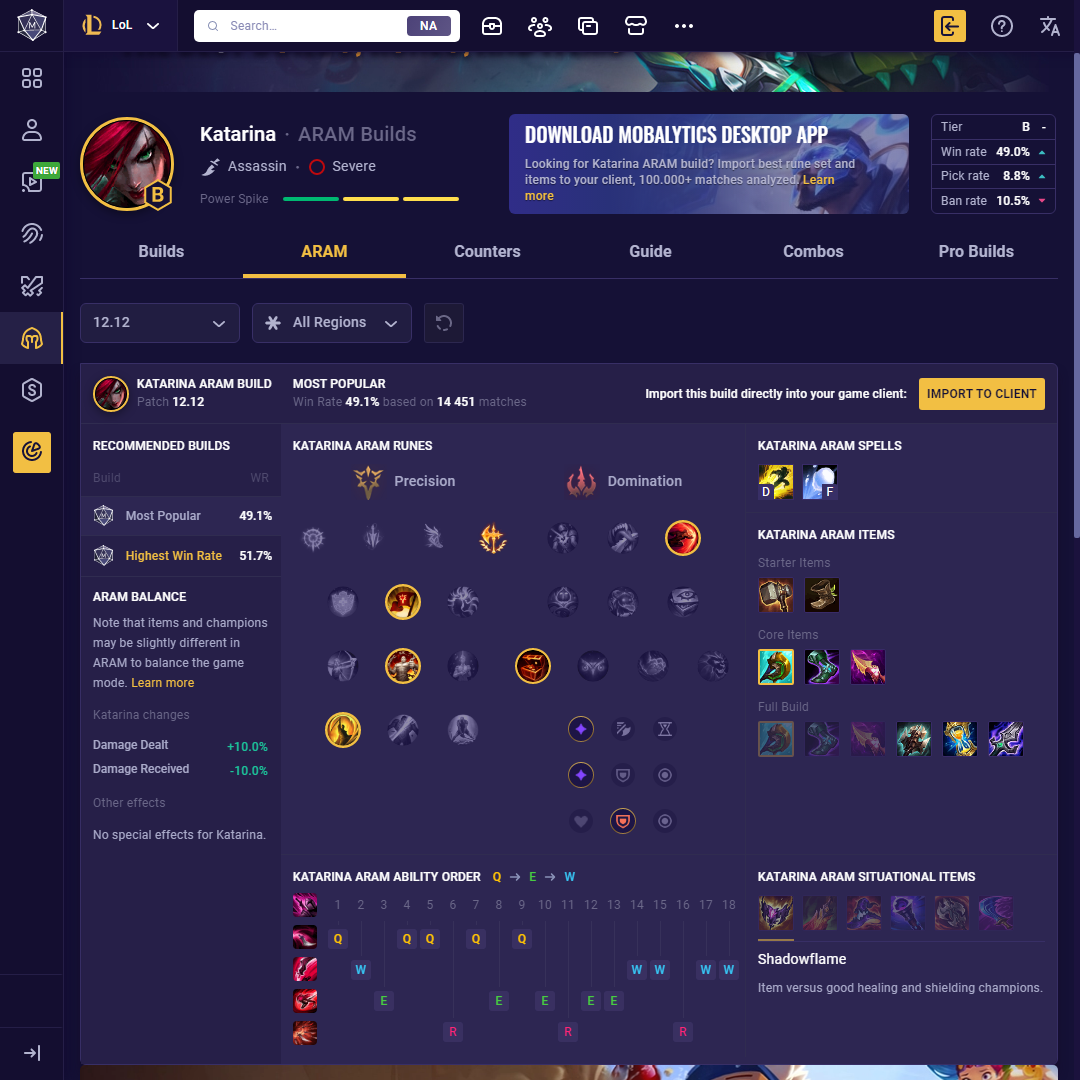 LoL
Search...
NA
NEW
Katarina · ARAM Builds
Assassin · Severe
Power Spike
B
DOWNLOAD MOBALYTICS DESKTOP APP
Looking for Katarina ARAM build? Import best rune set and
items to your client, 100.000+ matches analyzed. Learn
more
Tier B -
Win rate 49.0%
Pick rate 8.8%
Ban rate 10.5%
Builds ARAM Counters Guide Combos Pro Builds
12.12
All Regions
KATARINA ARAM BUILD
Patch 12.12
MOST POPULAR
Win Rate 49.1% based on 14 451 matches
Import this build directly into your game client:
IMPORT TO CLIENT
RECOMMENDED BUILDS
Build WR
Most Popular 49.1%
Highest Win Rate 51.7%
ARAM BALANCE
Note that items and champions
may be slightly different in
ARAM to balance the game
mode. Learn more
Katarina changes
Damage Dealt +10.0%
Damage Received -10.0%
Other effects
No special effects for Katarina.
KATARINA ARAM RUNES
Precision Domination
KATARINA ARAM SPELLS
D F
KATARINA ARAM ITEMS
Starter Items
Core Items
Full Build
KATARINA ARAM ABILITY ORDER Q → E → W
1 2 3 4 5 6 7 8 9 10 11 12 13 14 15 16 17 18
Q Q Q Q Q
W W W W W
E E E E E
R R R
KATARINA ARAM SITUATIONAL ITEMS
Shadowflame
Item versus good healing and shielding champions.